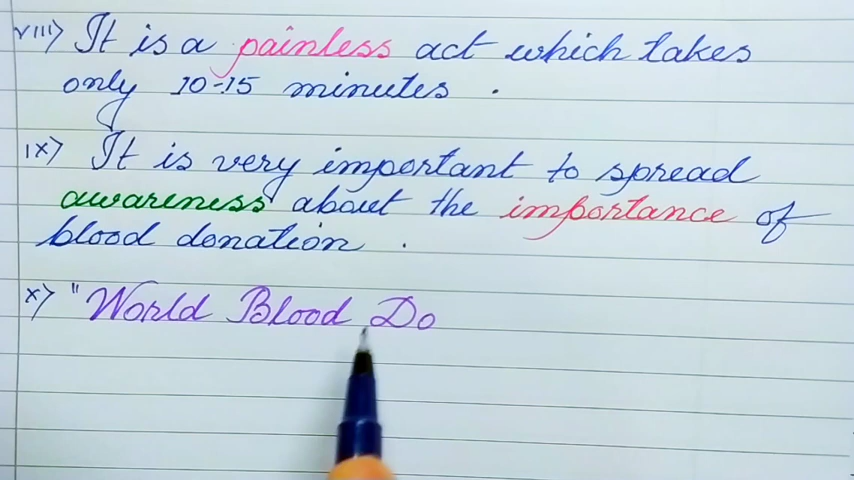 viii> It is a painless act which takes
only 10-15 minutes .
ix> It is very important to spread
awareness about the importance of
blood donation .
x> "World Blood Do